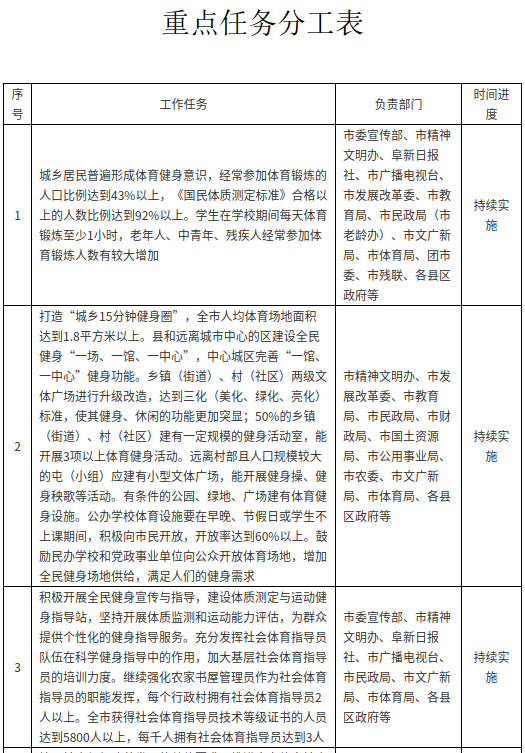 重点任务分工表
序号
工作任务
负责部门
时间进度
1
城乡居民普遍形成体育健身意识，经常参加体育锻炼的
人口比例达到43%以上，《国民体质测定标准》合格以
上的人数比例达到92%以上。学生在学校期间每天体育
锻炼至少1小时，老年人、中青年、残疾人经常参加体
育锻炼人数有较大增加
市委宣传部、市精神
文明办、阜新日报
社、市广播电视台、
市发展改革委、市教
育局、市民政局（市
老龄办）、市文广新
局、市体育局、团市
委、市残联、各县区
政府等
持续实
施
2
打造“城乡15分钟健身圈”，全市人均体育场地面积
达到1.8平方米以上。县和远离城市中心的区建设全民
健身“一场、一馆、一中心”，中心城区完善“一馆、
一中心”健身功能。乡镇（街道）、村（社区）两级文
体广场进行升级改造，达到三化（美化、绿化、亮化）
标准，使其健身、休闲的功能更加突显；50%的乡镇
（街道）、村（社区）建有一定规模的健身活动室，能
开展3项以上体育健身活动。远离村部且人口规模较大
的屯（小组）应建有小型文体广场，能开展健身操、健
身秧歌等活动。有条件的公园、绿地、广场建有体育健
身设施。公办学校体育设施要在早晚、节假日或学生不
上课期间，积极向市民开放，开放率达到60%以上。鼓
励民办学校和党政事业单位向公众开放体育场地，增加
全民健身场地供给，满足人们的健身需求
市精神文明办、市发
展改革委、市教育
局、市民政局、市财
政局、市国土资源
局、市公用事业局、
市农委、市文广新
局、市体育局、各县
区政府等
持续实
施
3
积极开展全民健身宣传与指导，建设体质测定与运动健
身指导站，坚持开展体质监测和运动能力评估，为群众
提供个性化的健身指导服务。充分发挥社会体育指导员
队伍在科学健身指导中的作用，加大基层社会体育指导
员的培训力度。继续强化农家书屋管理员作为社会体育
指导员的职能发挥，每个行政村拥有社会体育指导员2
人以上。全市获得社会体育指导员技术等级证书的人员
达到5800人以上，每千人拥有社会体育指导员达到3人
市委宣传部、市精神
文明办、阜新日报
社、市广播电视台、
市民政局、市文广新
局、市体育局、各县
区政府等
持续实
施